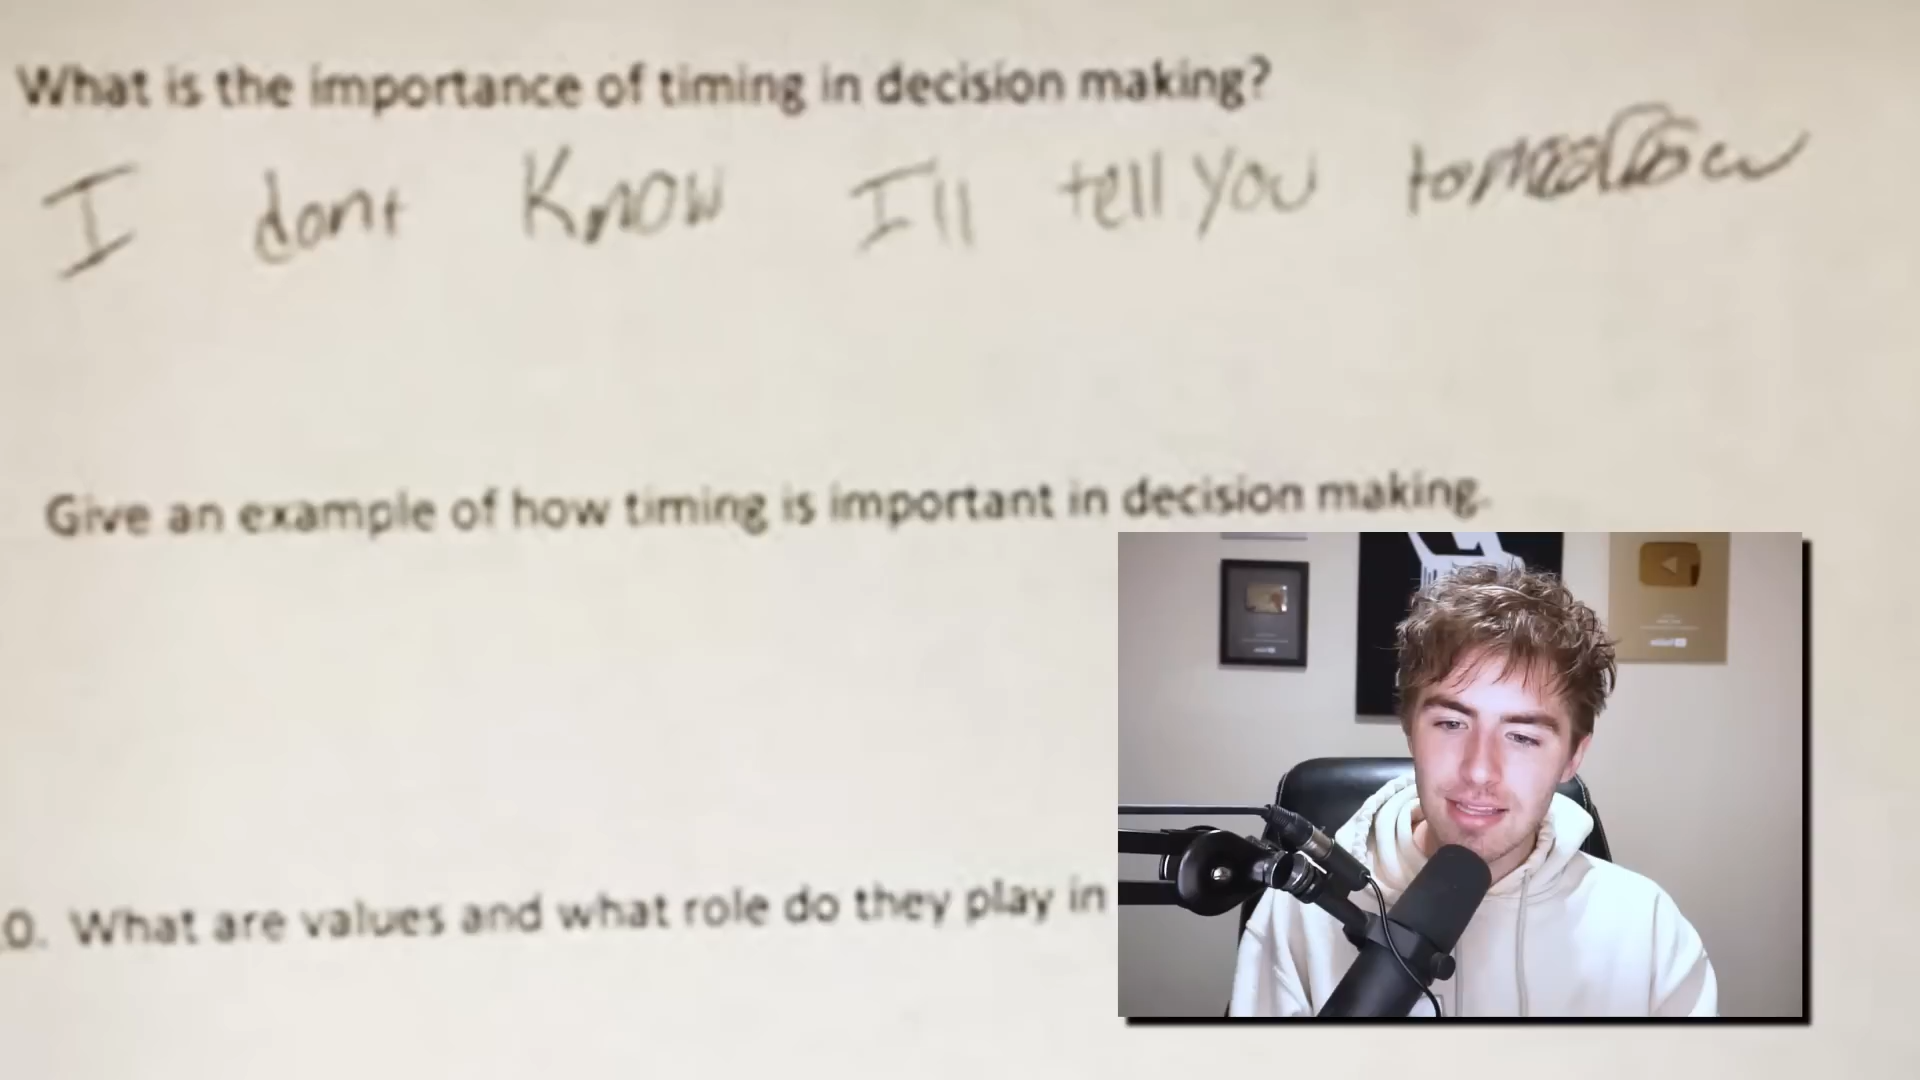 What is the importance of timing in decision making?
I dont Know I'll tell you tomorrow
Give an example of how timing is important in decision making.
0. What are values and what role do they play in